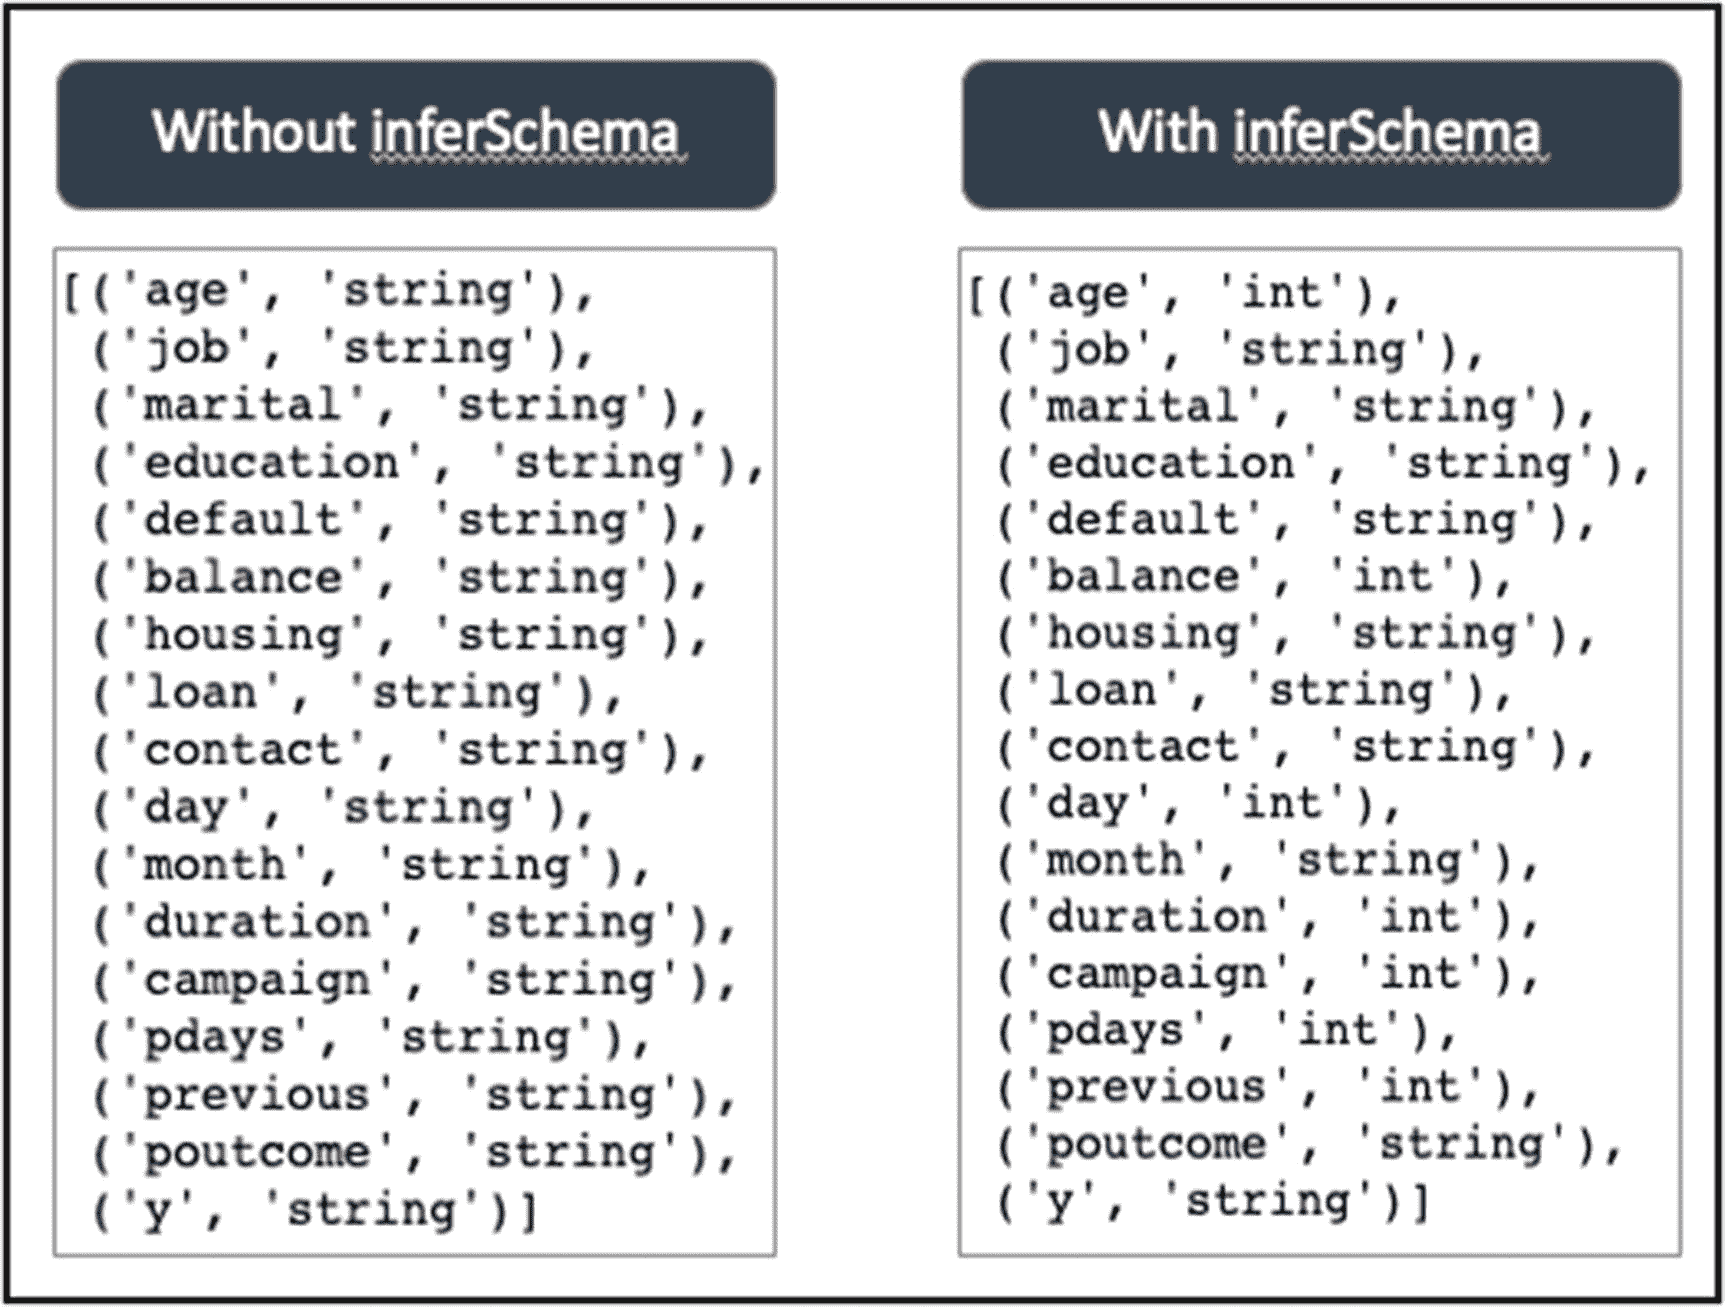 Without inferSchema
[('age', 'string'),
('job', 'string'),
('marital', 'string'),
('education', 'string'),
('default', 'string'),
('balance', 'string'),
('housing', 'string'),
('loan', 'string'),
('contact', 'string'),
('day', 'string'),
('month', 'string'),
('duration', 'string'),
('campaign', 'string'),
('pdays', 'string'),
('previous', 'string'),
('poutcome', 'string'),
('y', 'string')]
With inferSchema
[('age', 'int'),
('job', 'string'),
('marital', 'string'),
('education', 'string'),
('default', 'string'),
('balance', 'int'),
('housing', 'string'),
('loan', 'string'),
('contact', 'string'),
('day', 'int'),
('month', 'string'),
('duration', 'int'),
('campaign', 'int'),
('pdays', 'int'),
('previous', 'int'),
('poutcome', 'string'),
('y', 'string')]